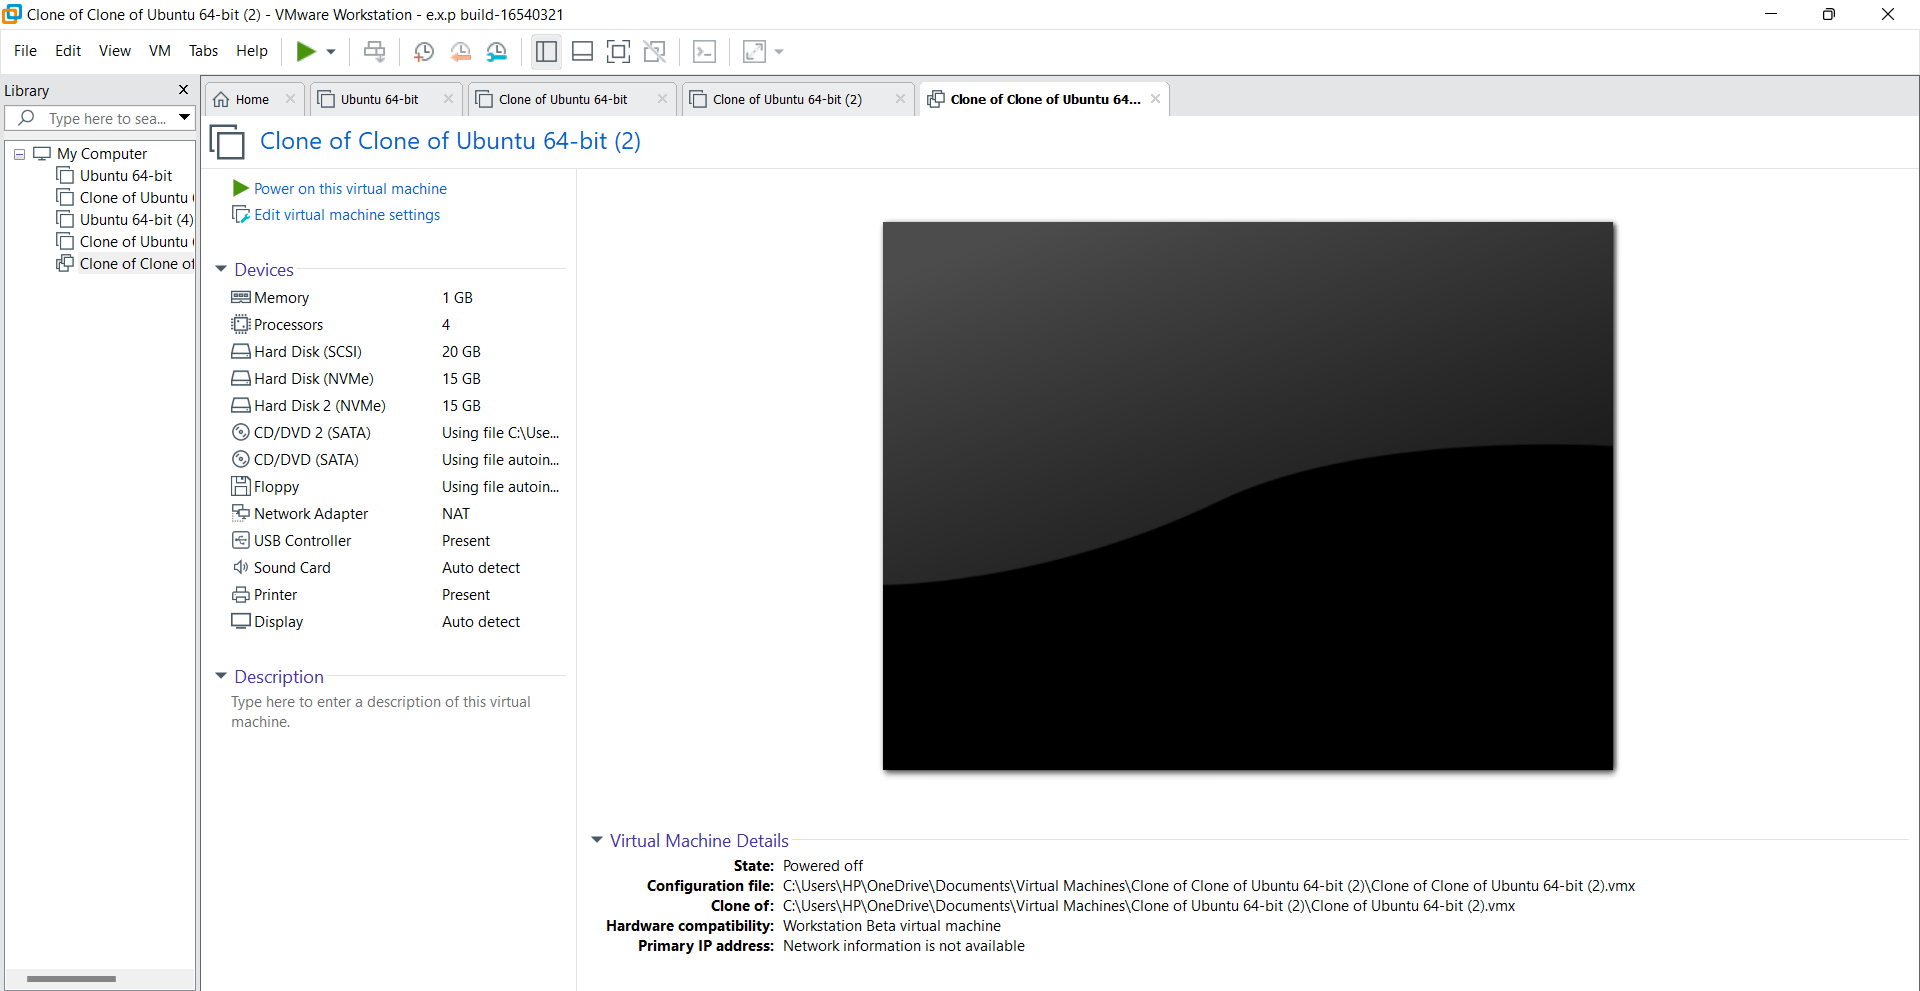 Clone of Clone of Ubuntu 64-bit (2) - VMware Workstation - e.x.p build-16540321
File Edit View VM Tabs Help
Library
Type here to sea...
My Computer
Ubuntu 64-bit
Clone of Ubuntu
Ubuntu 64-bit (4)
Clone of Ubuntu
Clone of Clone of
Home
Ubuntu 64-bit
Clone of Ubuntu 64-bit
Clone of Ubuntu 64-bit (2)
Clone of Clone of Ubuntu 64...
Clone of Clone of Ubuntu 64-bit (2)
Power on this virtual machine
Edit virtual machine settings
Devices
Memory 1 GB
Processors 4
Hard Disk (SCSI) 20 GB
Hard Disk (NVMe) 15 GB
Hard Disk 2 (NVMe) 15 GB
CD/DVD 2 (SATA) Using file C:\Use...
CD/DVD (SATA) Using file autoin...
Floppy Using file autoin...
Network Adapter NAT
USB Controller Present
Sound Card Auto detect
Printer Present
Display Auto detect
Description
Type here to enter a description of this virtual
machine.
Virtual Machine Details
State: Powered off
Configuration file: C:\Users\HP\OneDrive\Documents\Virtual Machines\Clone of Clone of Ubuntu 64-bit (2)\Clone of Clone of Ubuntu 64-bit (2).vmx
Clone of: C:\Users\HP\OneDrive\Documents\Virtual Machines\Clone of Ubuntu 64-bit (2)\Clone of Ubuntu 64-bit (2).vmx
Hardware compatibility: Workstation Beta virtual machine
Primary IP address: Network information is not available